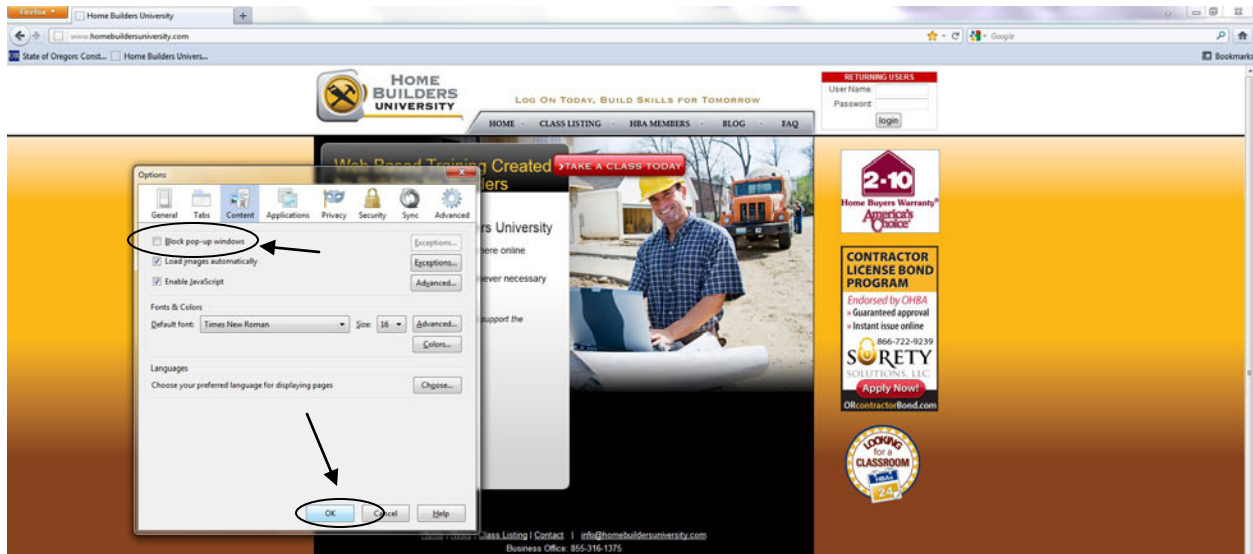 Firefox
Home Builders University
+
www.homebuildersuniversity.com
Google
State of Oregon: Const...
Home Builders Univers...
Bookmarks
HOME
BUILDERS
UNIVERSITY
LOG ON TODAY, BUILD SKILLS FOR TOMORROW
HOME
CLASS LISTING
HBA MEMBERS
BLOG
FAQ
RETURNING USERS
User Name:
Password:
login
Web Based Training Created
TAKE A CLASS TODAY
Options
General
Tabs
Content
Applications
Privacy
Security
Sync
Advanced
Block pop-up windows
Exceptions...
Load images automatically
Exceptions...
Enable JavaScript
Advanced...
Fonts & Colors
Default font:
Times New Roman
Size:
16
Advanced...
Colors...
Languages
Choose your preferred language for displaying pages
Choose...
OK
Cancel
Help
University
here online
necessary
support the
2-10
Home Buyers Warranty®
America's
Choice®
CONTRACTOR
LICENSE BOND
PROGRAM
Endorsed by OHBA
» Guaranteed approval
» Instant issue online
866-722-9239
SURETY
SOLUTIONS, LLC
Apply Now!
ORcontractorBond.com
LOOKING
for a
CLASSROOM
HBAs
24
Class Listing | Contact | info@homebuildersuniversity.com
Business Office: 855-316-1375